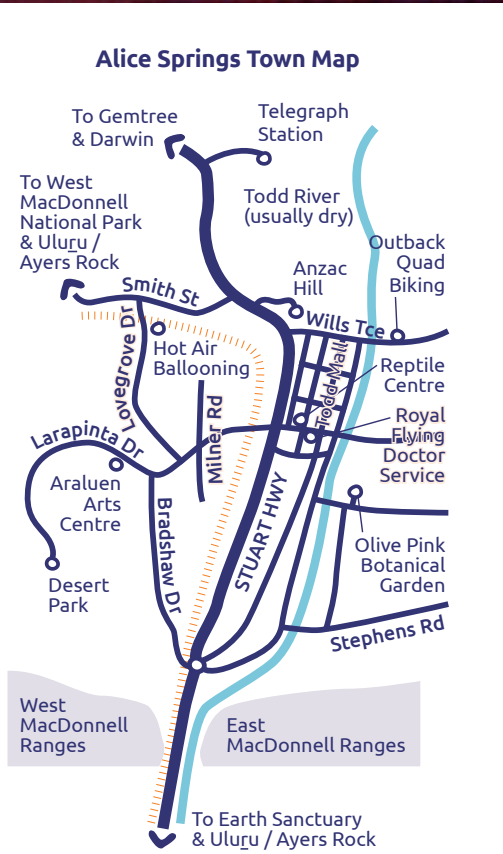 Alice Springs Town Map
To Gemtree
& Darwin
Telegraph
Station
To West
MacDonnell
National Park
& Uluṟu /
Ayers Rock
Todd River
(usually dry)
Outback
Quad
Biking
Anzac
Hill
Smith St
Wills Tce
Lovegrove Dr
Hot Air
Ballooning
Todd Mall
Reptile
Centre
Milner Rd
Royal
Flying
Doctor
Service
Larapinta Dr
Araluen
Arts
Centre
Bradshaw Dr
STUART HWY
Olive Pink
Botanical
Garden
Desert
Park
Stephens Rd
West
MacDonnell
Ranges
East
MacDonnell Ranges
To Earth Sanctuary
& Uluṟu / Ayers Rock